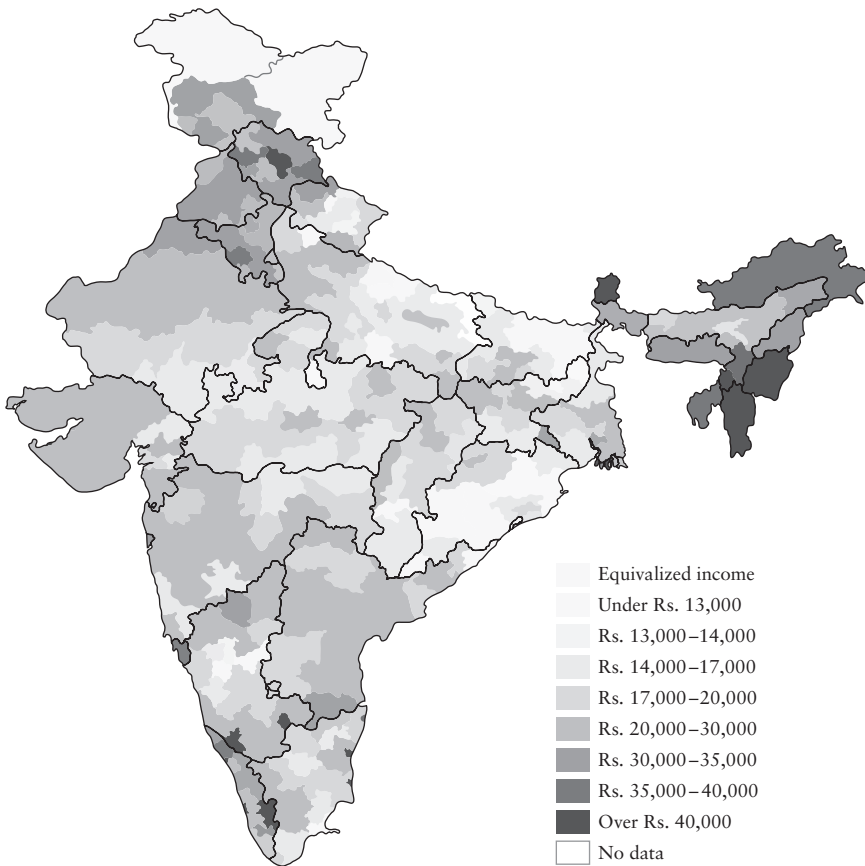 Equivalized income
Under Rs. 13,000
Rs. 13,000–14,000
Rs. 14,000–17,000
Rs. 17,000–20,000
Rs. 20,000–30,000
Rs. 30,000–35,000
Rs. 35,000–40,000
Over Rs. 40,000
No data